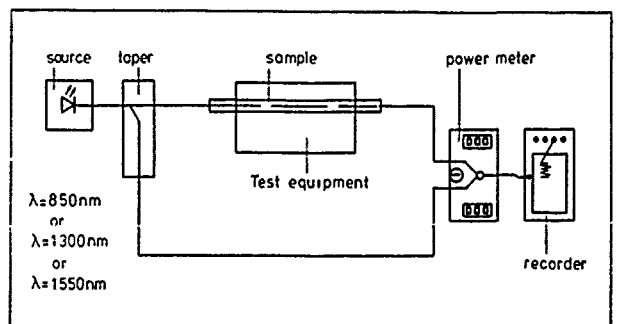 source
taper
sample
power meter
Test equipment
λ=850nm
or
λ=1300nm
or
λ=1550nm
recorder